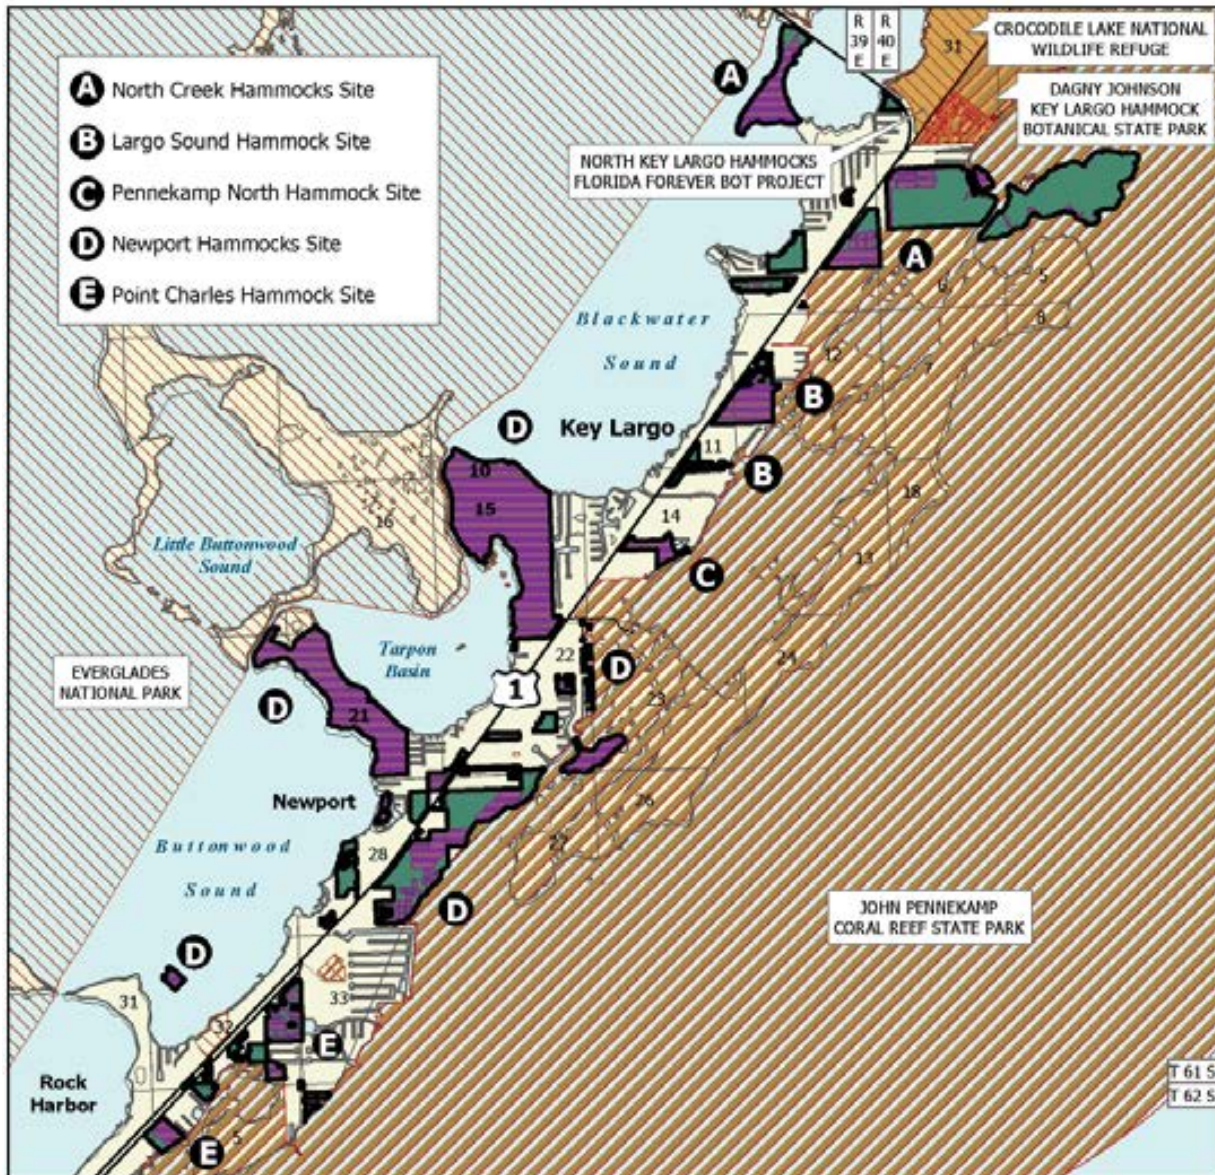 A North Creek Hammocks Site
B Largo Sound Hammock Site
C Pennekamp North Hammock Site
D Newport Hammocks Site
E Point Charles Hammock Site
R R
39 40
E E
31
CROCODILE LAKE NATIONAL
WILDLIFE REFUGE
DAGNY JOHNSON
KEY LARGO HAMMOCK
BOTANICAL STATE PARK
A
NORTH KEY LARGO HAMMOCKS
FLORIDA FOREVER BOT PROJECT
A
6
5
8
Blackwater
Sound
12
7
B
D
Key Largo
11
B
10
15
16
14
18
13
C
Little Buttonwood
Sound
Tarpon
Basin
22
D
24
1
23
EVERGLADES
NATIONAL PARK
D
21
Newport
26
27
Buttonwood
Sound
28
D
JOHN PENNEKAMP
CORAL REEF STATE PARK
D
31
33
32
E
Rock
Harbor
T 61 S
T 62 S
5
E